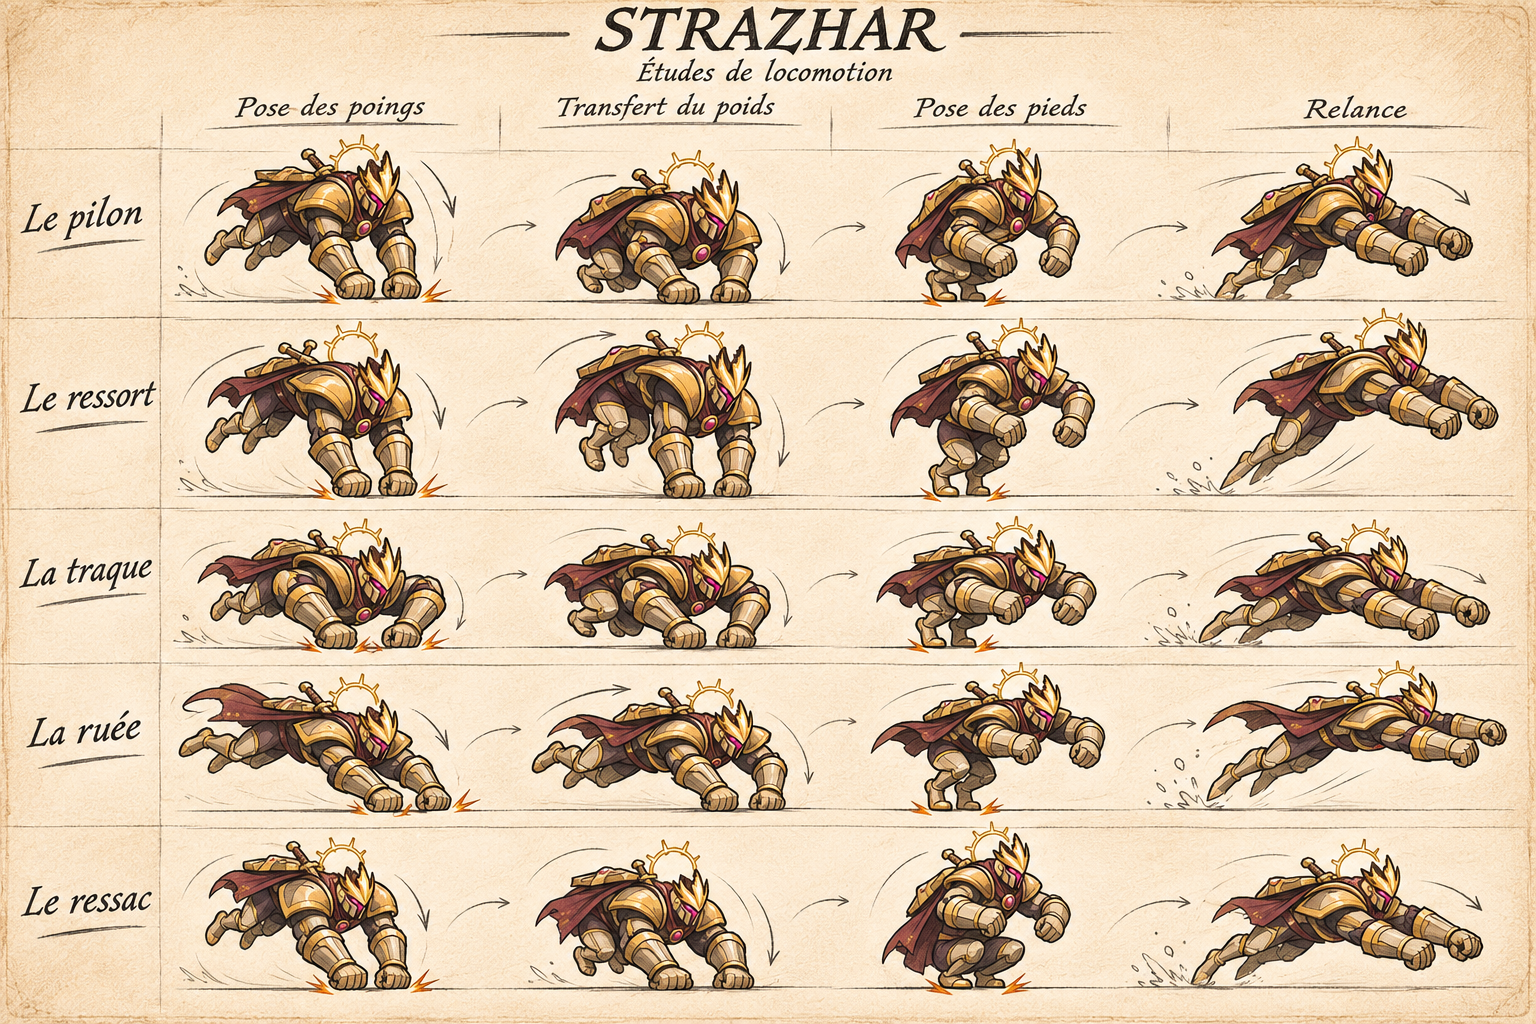 STRAZHAR
Études de locomotion
Pose des poings
Transfert du poids
Pose des pieds
Relance
Le pilon
Le ressort
La traque
La ruée
Le ressac